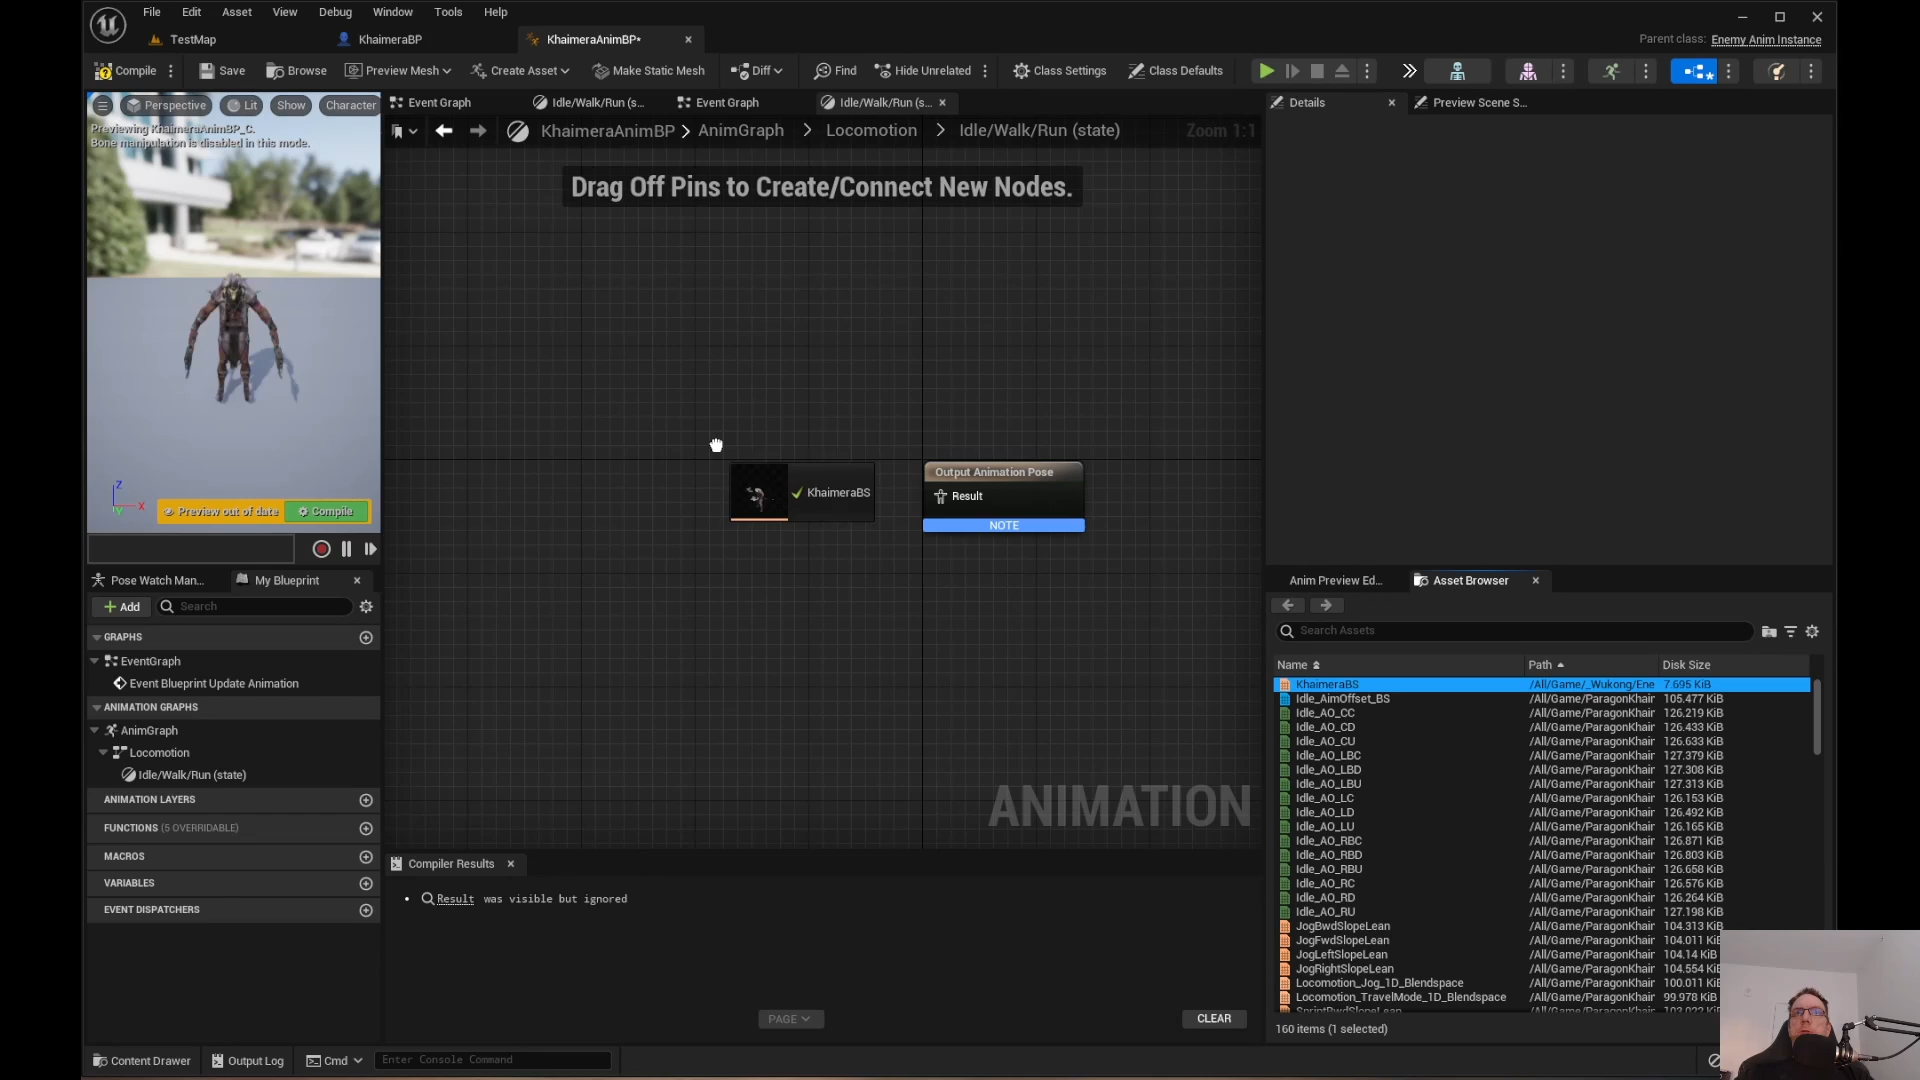 File Edit Asset View Debug Window Tools Help
TestMap KhaimeraBP KhaimeraAnimBP*
Parent class: Enemy Anim Instance
Compile Save Browse Preview Mesh Create Asset Make Static Mesh Diff Find Hide Unrelated Class Settings Class Defaults
Perspective Lit Show Character
Previewing KhaimeraAnimBP_C.
Bone manipulation is disabled in this mode.
Event Graph Idle/Walk/Run (s... Event Graph Idle/Walk/Run (s...
KhaimeraAnimBP > AnimGraph > Locomotion > Idle/Walk/Run (state) Zoom 1:1
Drag Off Pins to Create/Connect New Nodes.
KhaimeraBS
Output Animation Pose
Result
NOTE
ANIMATION
Z
X
Y
Preview out of date Compile
Pose Watch Man... My Blueprint
Add Search
GRAPHS
EventGraph
Event Blueprint Update Animation
ANIMATION GRAPHS
AnimGraph
Locomotion
Idle/Walk/Run (state)
ANIMATION LAYERS
FUNCTIONS (5 OVERRIDABLE)
MACROS
VARIABLES
EVENT DISPATCHERS
Compiler Results
• Result was visible but ignored
PAGE CLEAR
Details Preview Scene S...
Anim Preview Ed... Asset Browser
Search Assets
Name Path Disk Size
KhaimeraBS /All/Game/_Wukong/Ene 7.695 KiB
Idle_AimOffset_BS /All/Game/ParagonKhair 105.477 KiB
Idle_AO_CC /All/Game/ParagonKhair 126.219 KiB
Idle_AO_CD /All/Game/ParagonKhair 126.433 KiB
Idle_AO_CU /All/Game/ParagonKhair 126.633 KiB
Idle_AO_LBC /All/Game/ParagonKhair 127.379 KiB
Idle_AO_LBD /All/Game/ParagonKhair 127.308 KiB
Idle_AO_LBU /All/Game/ParagonKhair 127.313 KiB
Idle_AO_LC /All/Game/ParagonKhair 126.153 KiB
Idle_AO_LD /All/Game/ParagonKhair 126.492 KiB
Idle_AO_LU /All/Game/ParagonKhair 126.165 KiB
Idle_AO_RBC /All/Game/ParagonKhair 126.871 KiB
Idle_AO_RBD /All/Game/ParagonKhair 126.803 KiB
Idle_AO_RBU /All/Game/ParagonKhair 126.658 KiB
Idle_AO_RC /All/Game/ParagonKhair 126.576 KiB
Idle_AO_RD /All/Game/ParagonKhair 126.264 KiB
Idle_AO_RU /All/Game/ParagonKhair 127.198 KiB
JogBwdSlopeLean /All/Game/ParagonKhair 104.313 KiB
JogFwdSlopeLean /All/Game/ParagonKhair 104.011 KiB
JogLeftSlopeLean /All/Game/ParagonKhair 104.14 KiB
JogRightSlopeLean /All/Game/ParagonKhair 104.554 KiB
Locomotion_Jog_1D_Blendspace /All/Game/ParagonKhair 100.011 KiB
Locomotion_TravelMode_1D_Blendspace /All/Game/ParagonKhair 99.978 KiB
160 items (1 selected)
Content Drawer Output Log Cmd Enter Console Command